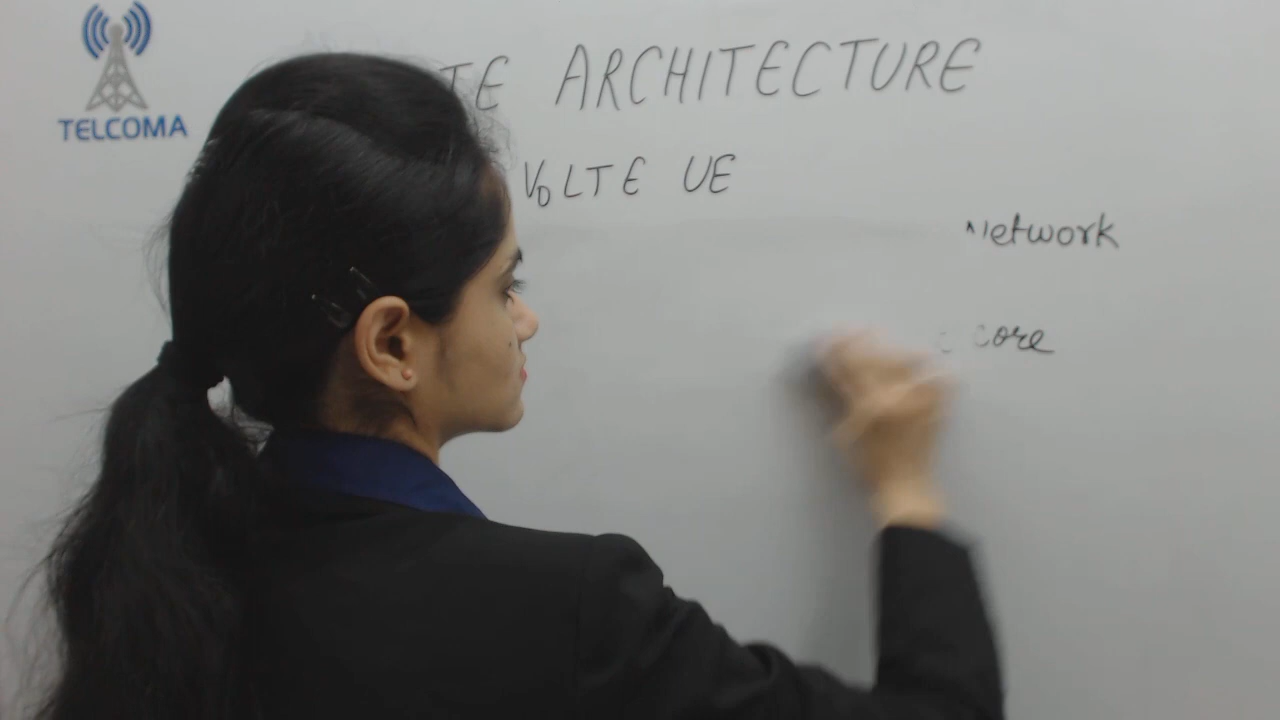 TELCOMA
TE ARCHITECTURE
VOLTE UE
Network
core